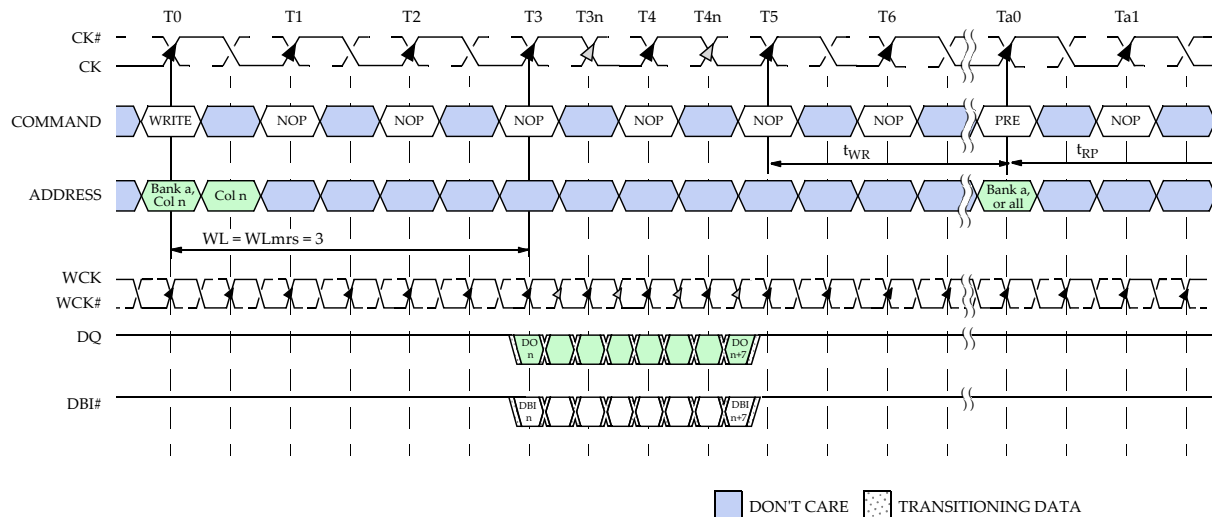 T0 T1 T2 T3 T3n T4 T4n T5 T6 Ta0 Ta1
CK#
CK
COMMAND WRITE NOP NOP NOP NOP NOP NOP PRE NOP
tWR tRP
ADDRESS Bank a, Col n Col n Bank a, or all
WL = WLmrs = 3
WCK
WCK#
DQ DO n DO n+7
DBI# DBI n DBI n+7
DON'T CARE TRANSITIONING DATA